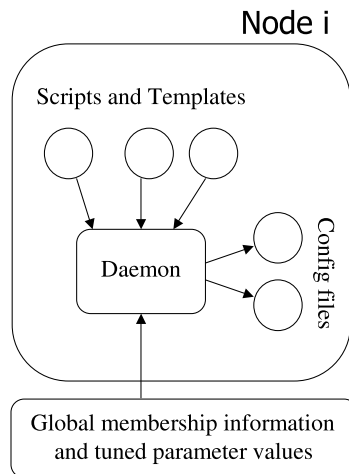 Node i
Scripts and Templates
Daemon
Config files
Global membership information
and tuned parameter values